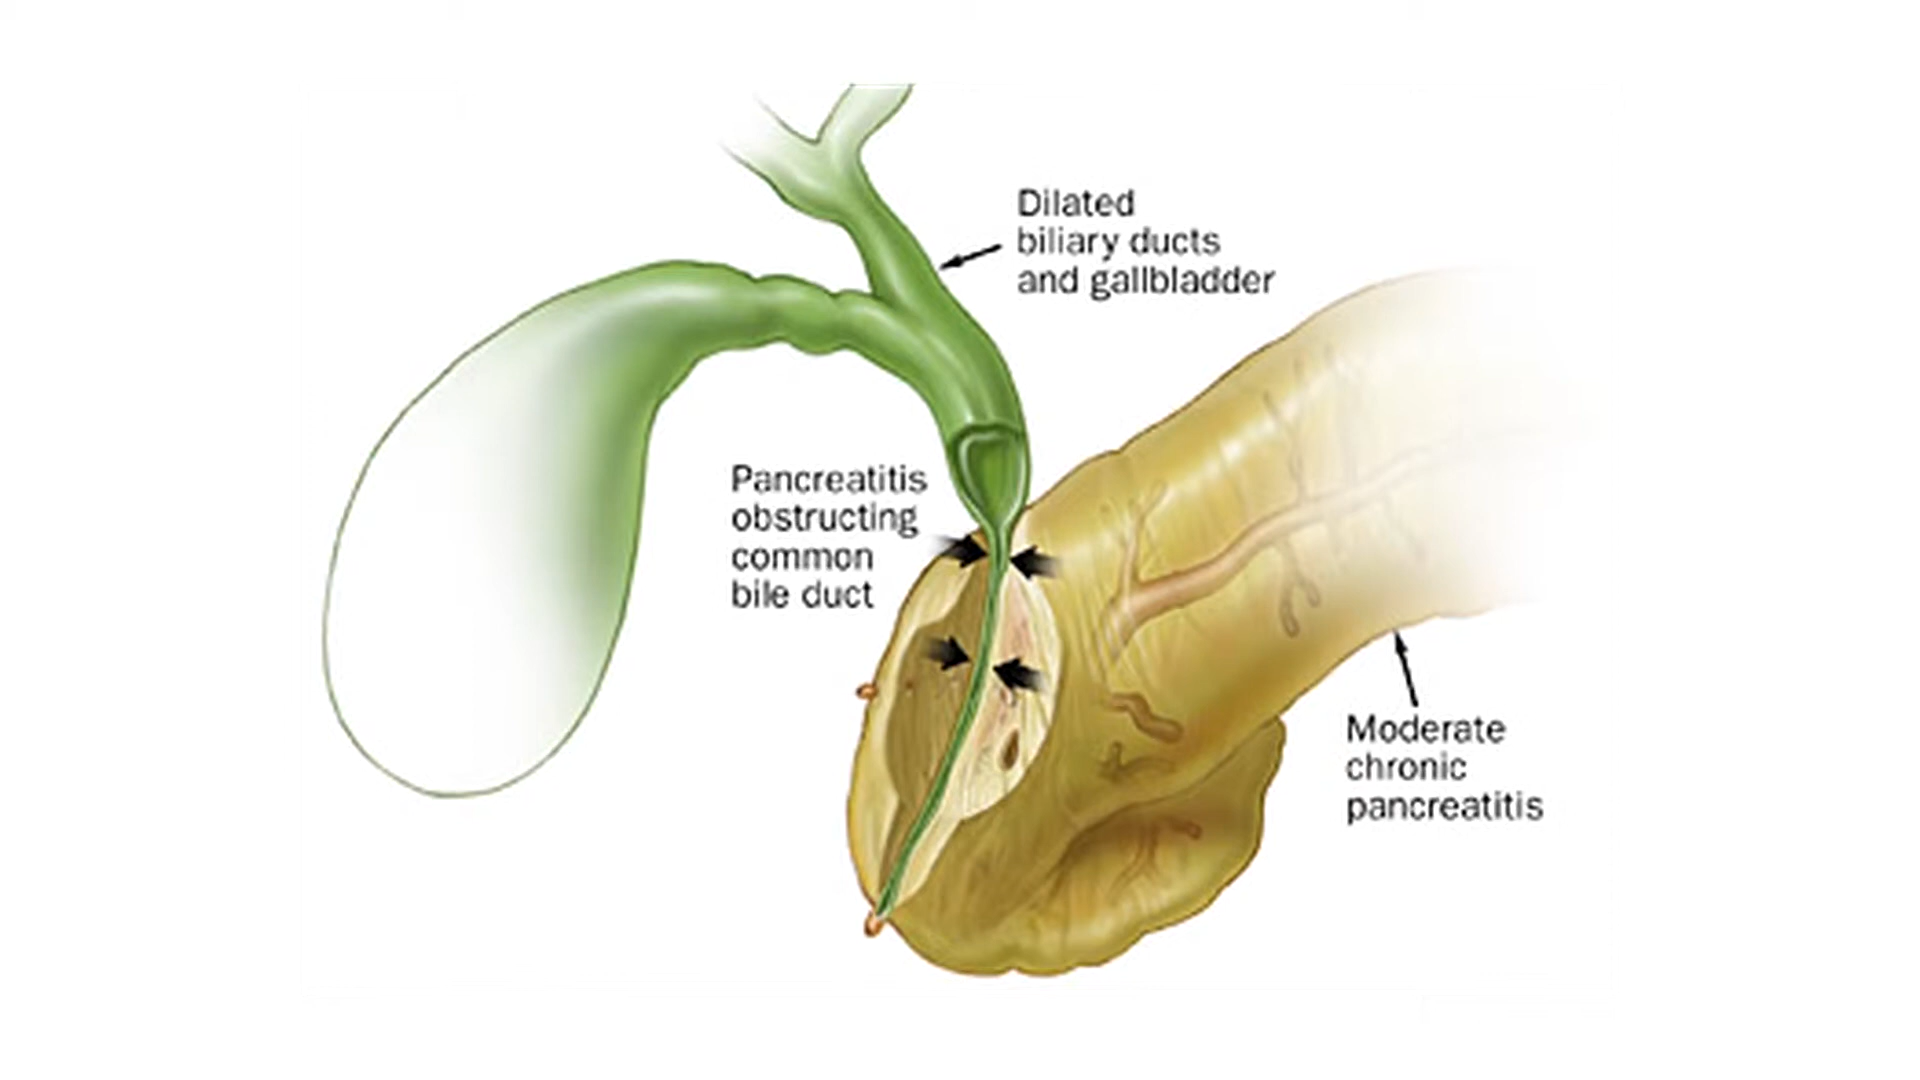 Dilated
biliary ducts
and gallbladder
Pancreatitis
obstructing
common
bile duct
Moderate
chronic
pancreatitis